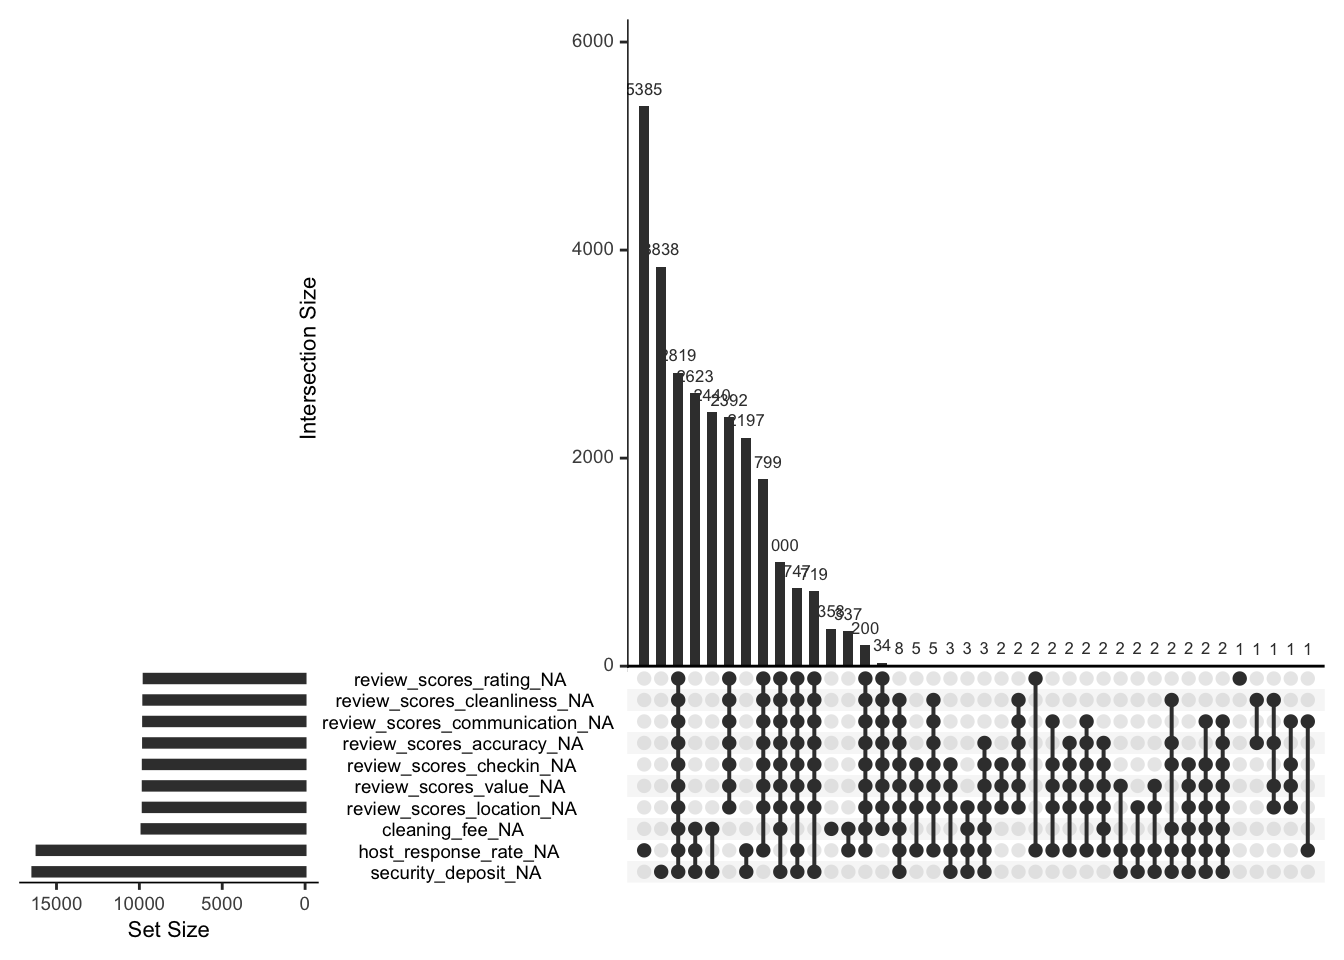 6000
5385
3838
4000
2819
2623
2440
2392
2197
2000
799
000
747
719
358
337
200
34
8 5 5 3 3 3 2 2 2 2 2 2 2 2 2 2 2 2 2 2 1 1 1 1 1
0
Intersection Size
review_scores_rating_NA
review_scores_cleanliness_NA
review_scores_communication_NA
review_scores_accuracy_NA
review_scores_checkin_NA
review_scores_value_NA
review_scores_location_NA
cleaning_fee_NA
host_response_rate_NA
security_deposit_NA
15000 10000 5000 0
Set Size